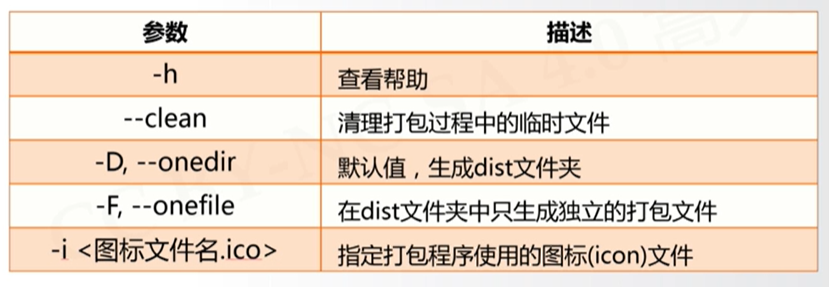 参数 描述
-h 查看帮助
--clean 清理打包过程中的临时文件
-D, --onedir 默认值，生成dist文件夹
-F, --onefile 在dist文件夹中只生成独立的打包文件
-i <图标文件名.ico> 指定打包程序使用的图标(icon)文件